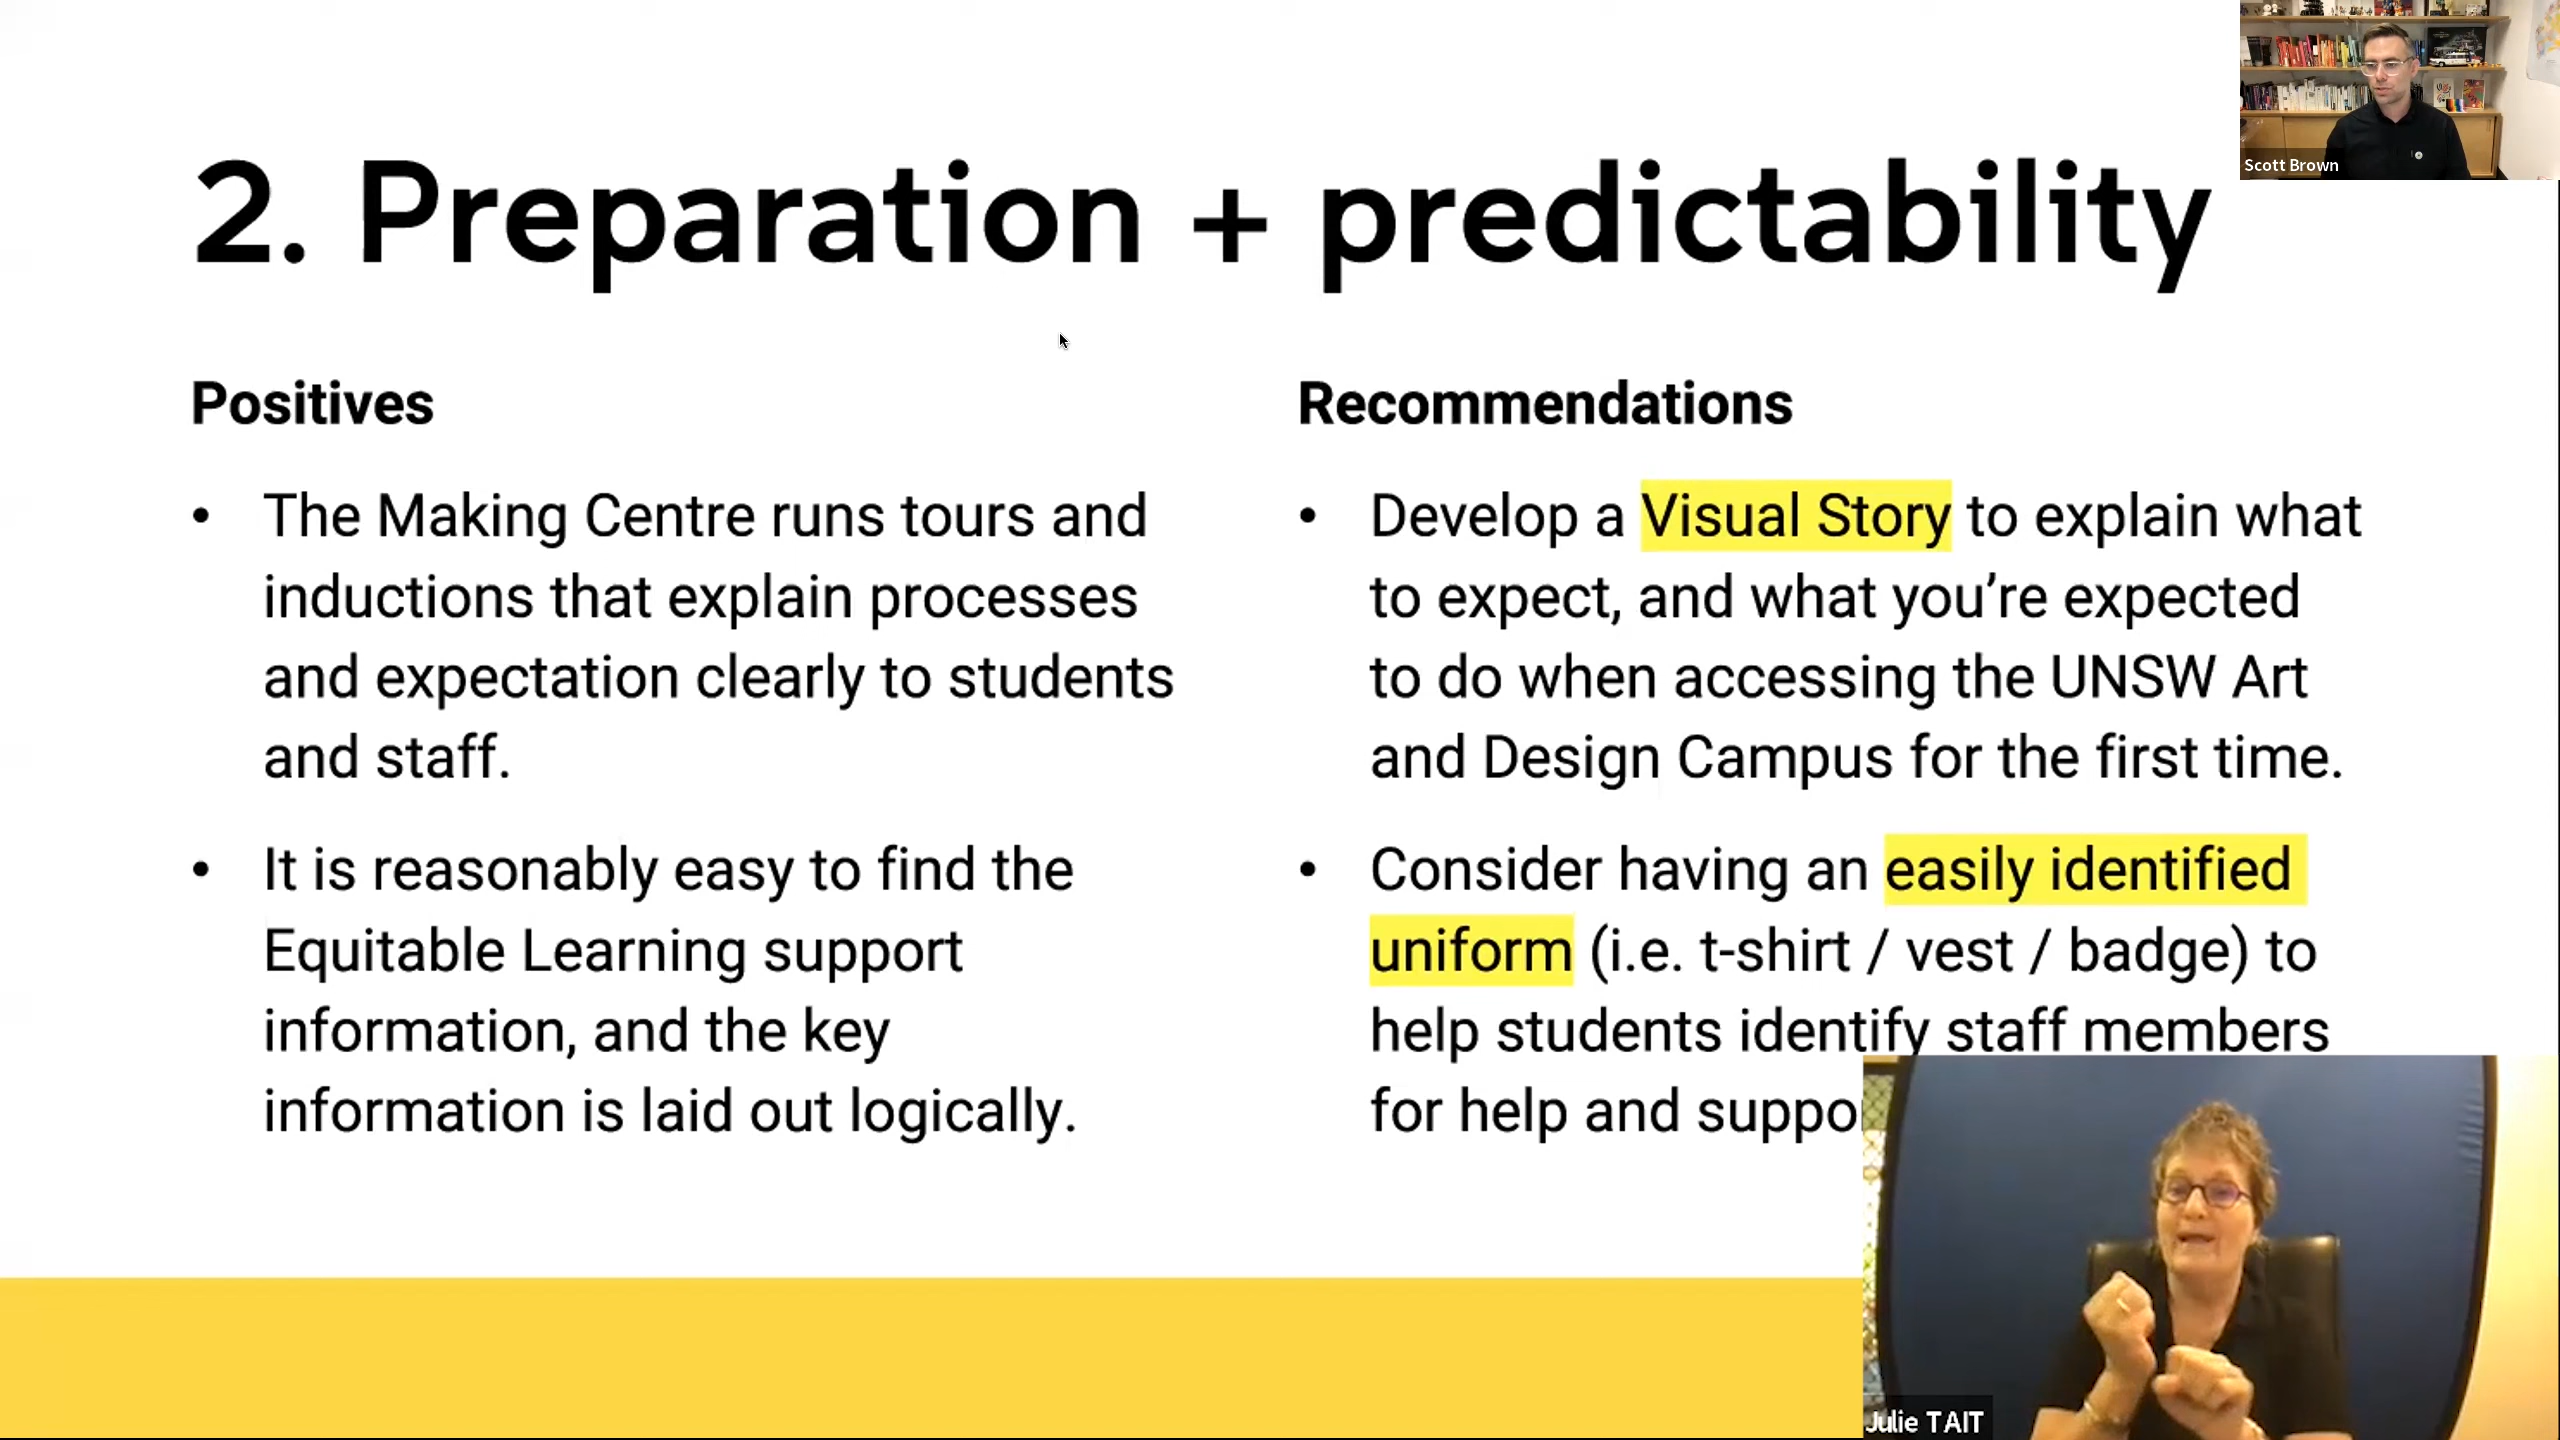 2. Preparation + predictability
Scott Brown
Positives
• The Making Centre runs tours and
inductions that explain processes
and expectation clearly to students
and staff.
• It is reasonably easy to find the
Equitable Learning support
information, and the key
information is laid out logically.
Recommendations
• Develop a Visual Story to explain what
to expect, and what you’re expected
to do when accessing the UNSW Art
and Design Campus for the first time.
• Consider having an easily identified
uniform (i.e. t-shirt / vest / badge) to
help students identify staff members
for help and suppo
Julie TAIT